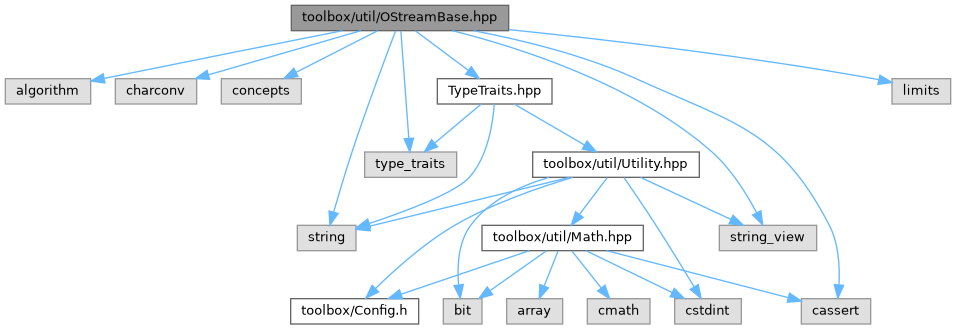 toolbox/util/OStreamBase.hpp
algorithm
charconv
concepts
TypeTraits.hpp
limits
type_traits
toolbox/util/Utility.hpp
string
toolbox/util/Math.hpp
string_view
toolbox/Config.h
bit
array
cmath
cstdint
cassert